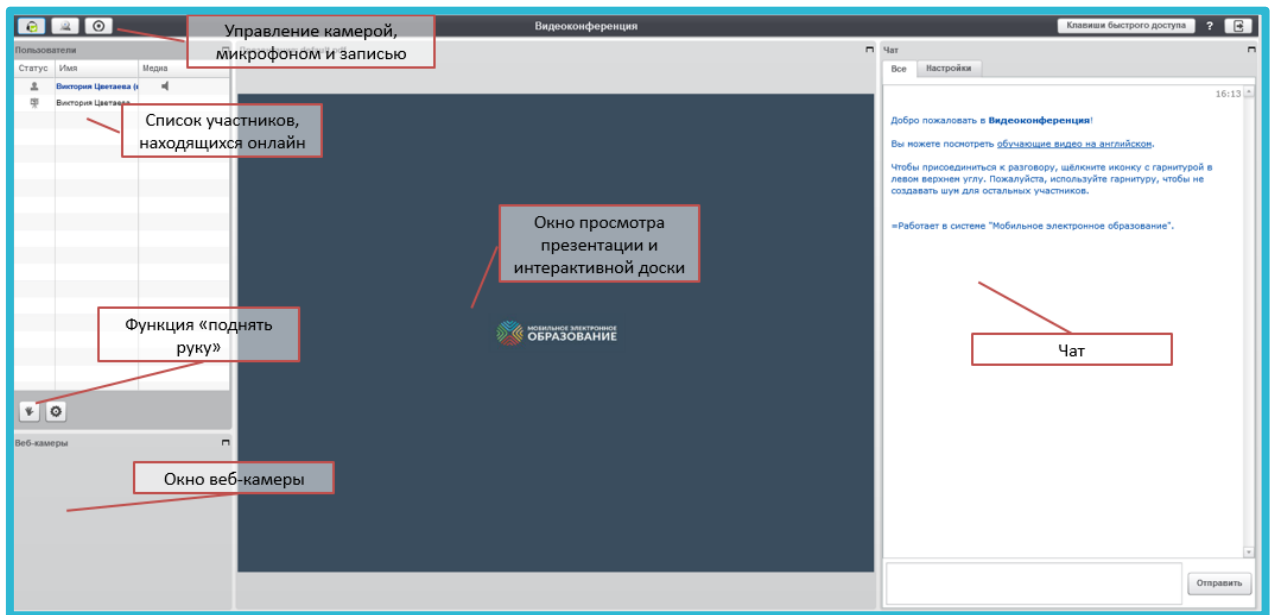 Видеоконференция
Клавиши быстрого доступа ?
Управление камерой,
микрофоном и записью
Пользователи
Статус Имя Медиа
Виктория Цветаева (
Виктория Цветаева
Список участников,
находящихся онлайн
Функция «поднять
руку»
Веб-камеры
Окно веб-камеры
Окно просмотра
презентации и
интерактивной доски
МОБИЛЬНОЕ ЭЛЕКТРОННОЕ
ОБРАЗОВАНИЕ
Чат
Все Настройки
16:13
Добро пожаловать в Видеоконференция!
Вы можете посмотреть обучающие видео на английском.
Чтобы присоединиться к разговору, щёлкните иконку с гарнитурой в
левом верхнем углу. Пожалуйста, используйте гарнитуру, чтобы не
создавать шум для остальных участников.
=Работает в системе "Мобильное электронное образование".
Чат
Отправить